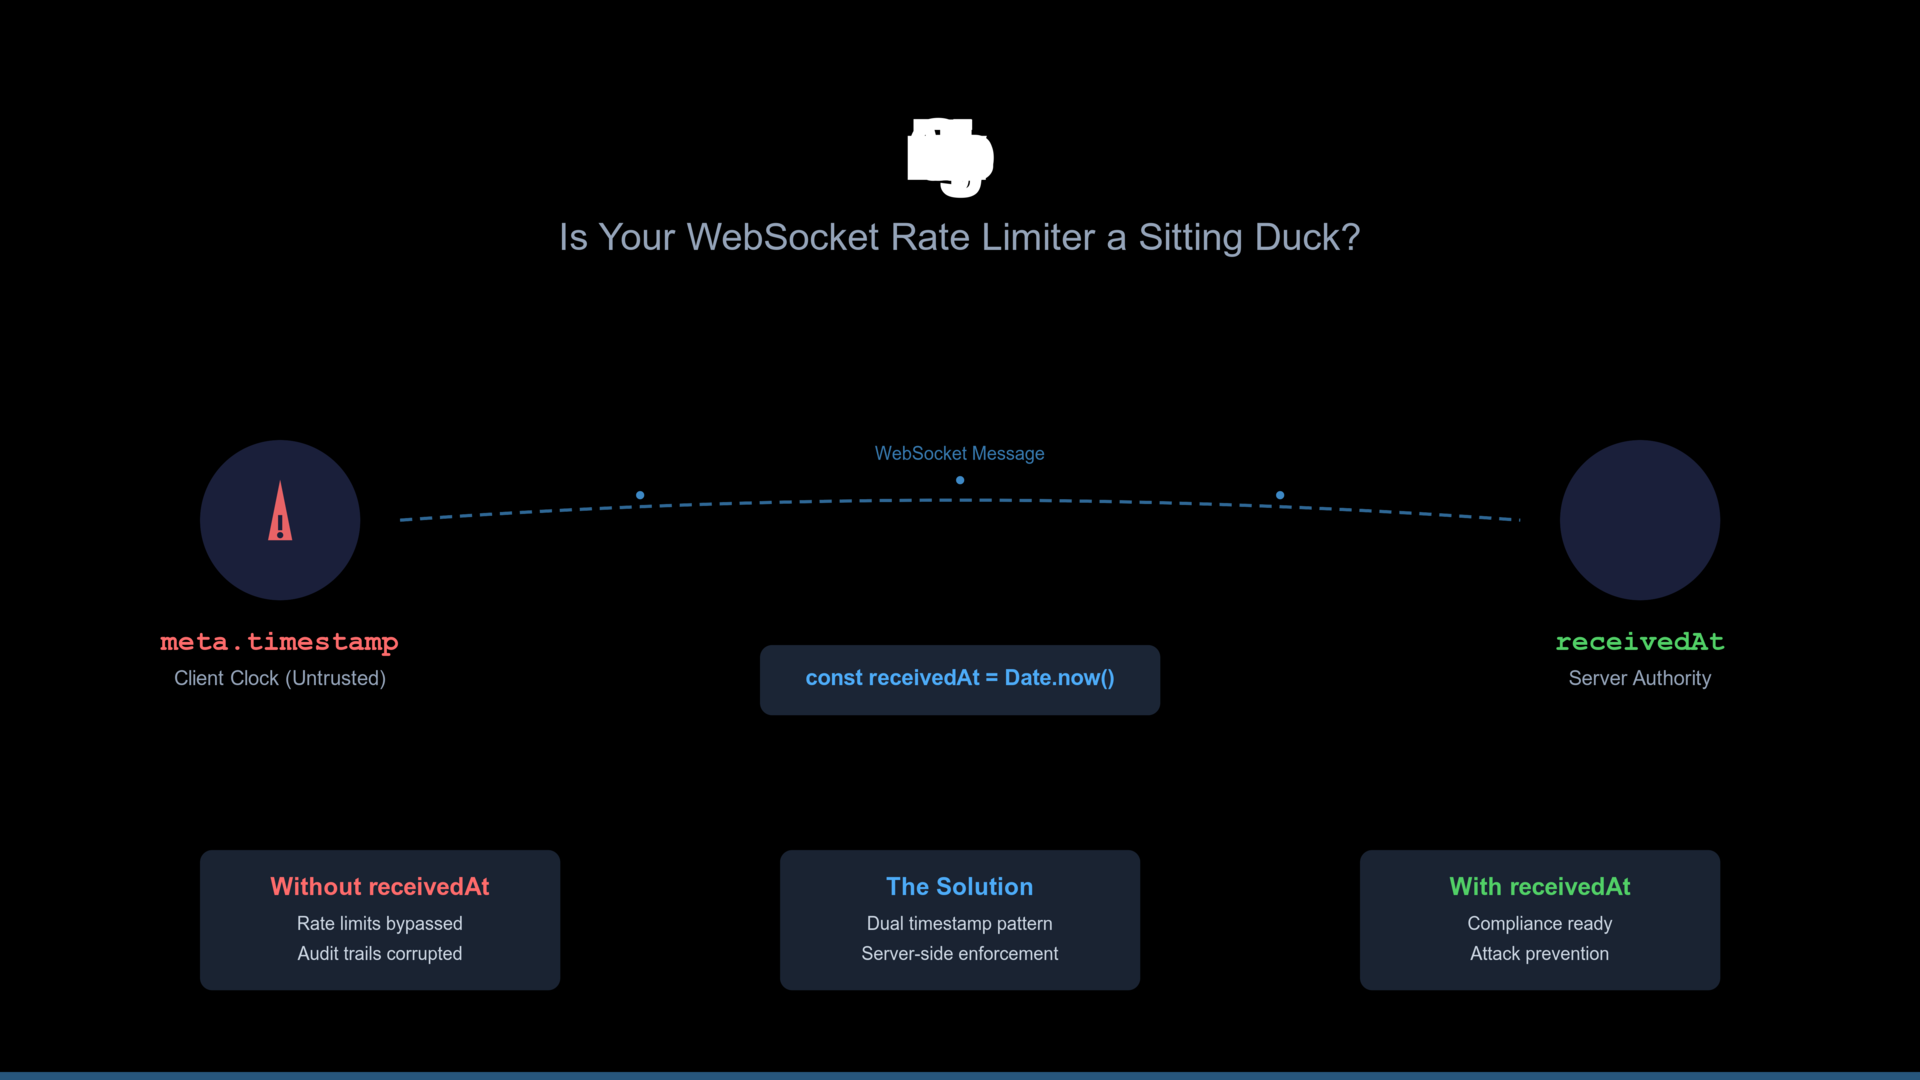 Is Your WebSocket Rate Limiter a Sitting Duck?
WebSocket Message
!
meta.timestamp
Client Clock (Untrusted)
const receivedAt = Date.now()
receivedAt
Server Authority
Without receivedAt
Rate limits bypassed
Audit trails corrupted
The Solution
Dual timestamp pattern
Server-side enforcement
With receivedAt
Compliance ready
Attack prevention